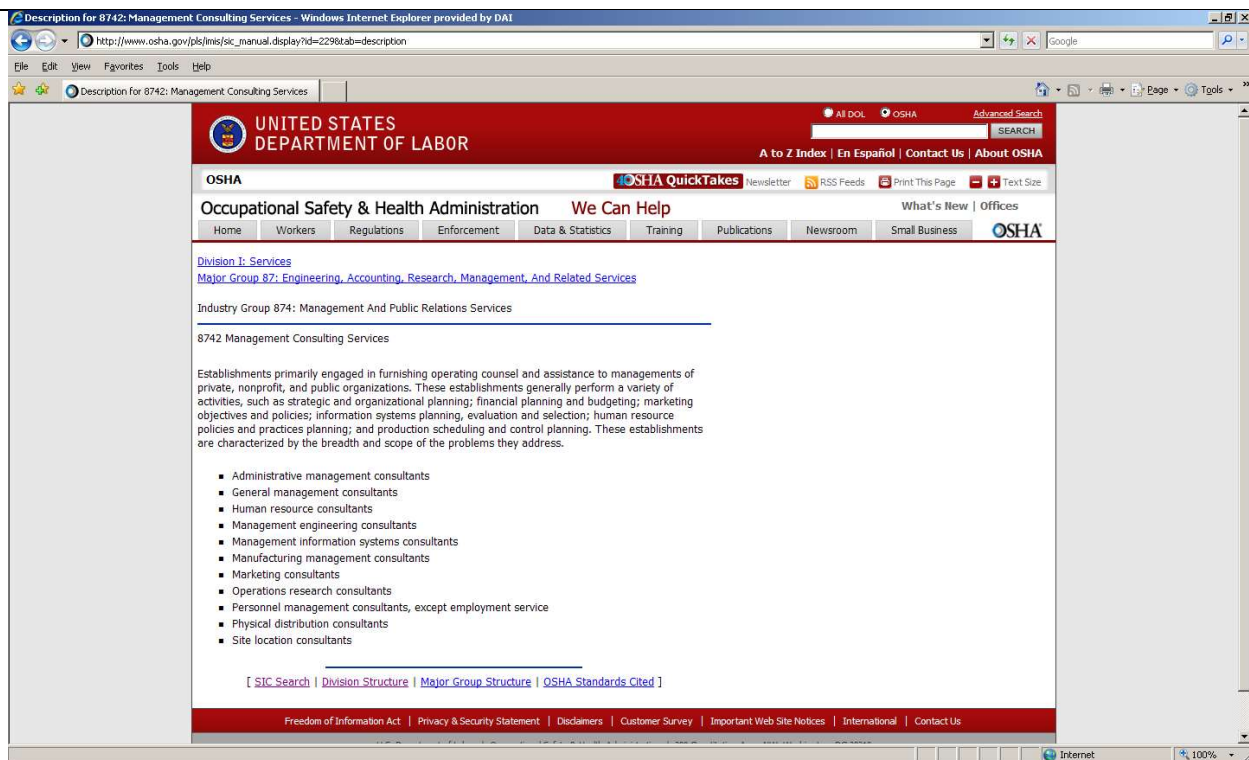 Description for 8742: Management Consulting Services - Windows Internet Explorer provided by DAI
http://www.osha.gov/pls/imis/sic_manual.display?id=229&tab=description
Google
File Edit View Favorites Tools Help
Description for 8742: Management Consulting Services
Page Tools
UNITED STATES
DEPARTMENT OF LABOR
All DOL OSHA Advanced Search
SEARCH
A to Z Index | En Español | Contact Us | About OSHA
OSHA
40 OSHA QuickTakes Newsletter RSS Feeds Print This Page Text Size
Occupational Safety & Health Administration We Can Help
What's New | Offices
Home Workers Regulations Enforcement Data & Statistics Training Publications Newsroom Small Business OSHA
Division I: Services
Major Group 87: Engineering, Accounting, Research, Management, And Related Services
Industry Group 874: Management And Public Relations Services
8742 Management Consulting Services
Establishments primarily engaged in furnishing operating counsel and assistance to managements of
private, nonprofit, and public organizations. These establishments generally perform a variety of
activities, such as strategic and organizational planning; financial planning and budgeting; marketing
objectives and policies; information systems planning, evaluation and selection; human resource
policies and practices planning; and production scheduling and control planning. These establishments
are characterized by the breadth and scope of the problems they address.
Administrative management consultants
General management consultants
Human resource consultants
Management engineering consultants
Management information systems consultants
Manufacturing management consultants
Marketing consultants
Operations research consultants
Personnel management consultants, except employment service
Physical distribution consultants
Site location consultants
[ SIC Search | Division Structure | Major Group Structure | OSHA Standards Cited ]
Freedom of Information Act | Privacy & Security Statement | Disclaimers | Customer Survey | Important Web Site Notices | International | Contact Us
Internet 100%